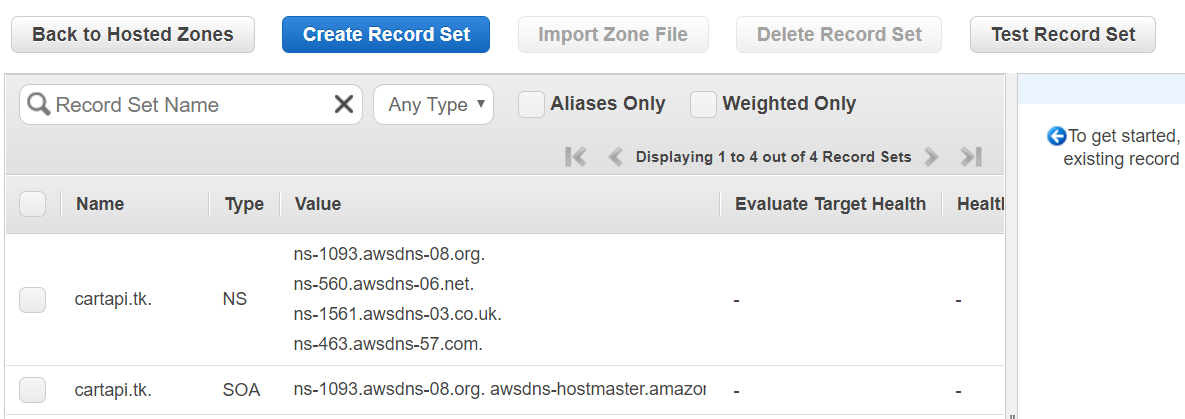 Back to Hosted Zones Create Record Set Import Zone File Delete Record Set Test Record Set
Record Set Name Any Type Aliases Only Weighted Only
Displaying 1 to 4 out of 4 Record Sets
To get started,
existing record
Name Type Value Evaluate Target Health Healt
ns-1093.awsdns-08.org.
ns-560.awsdns-06.net.
cartapi.tk. NS - -
ns-1561.awsdns-03.co.uk.
ns-463.awsdns-57.com.
cartapi.tk. SOA ns-1093.awsdns-08.org. awsdns-hostmaster.amazor - -